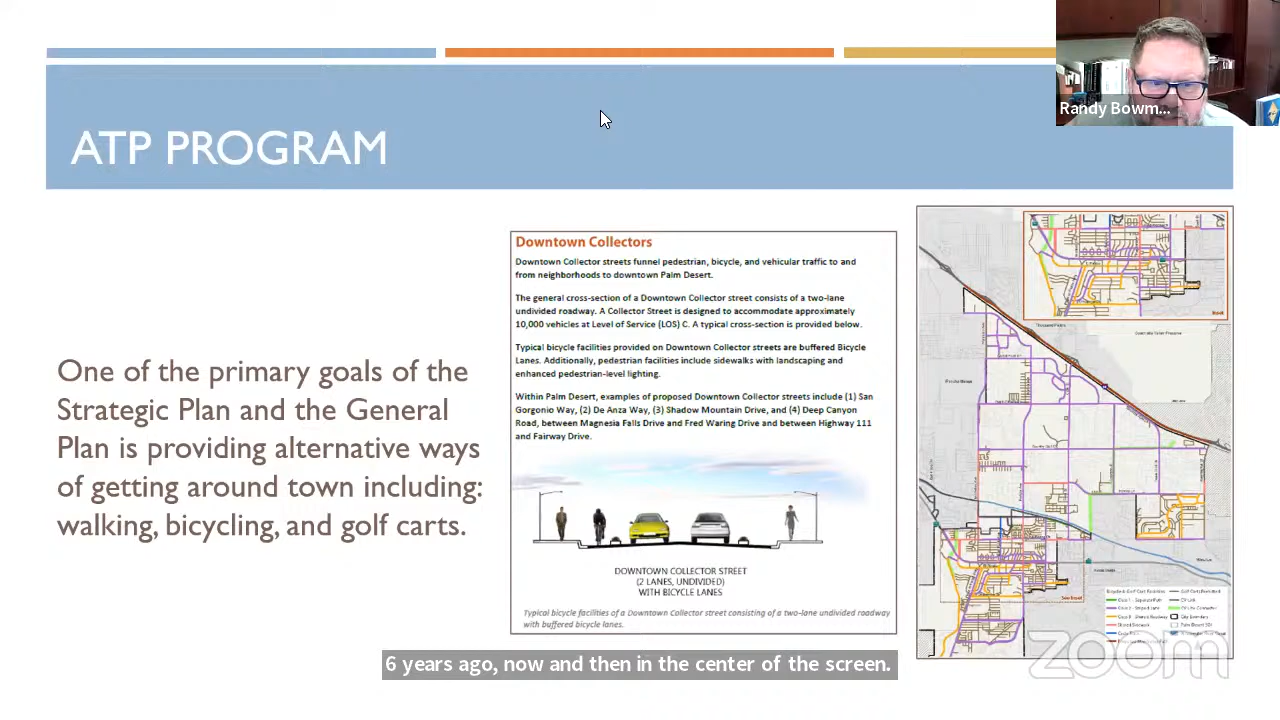 Randy Bowm...
ATP PROGRAM
One of the primary goals of the
Strategic Plan and the General
Plan is providing alternative ways
of getting around town including:
walking, bicycling, and golf carts.
Downtown Collectors
Downtown Collector streets funnel pedestrian, bicycle, and vehicular traffic to and
from neighborhoods to downtown Palm Desert.
The general cross-section of a Downtown Collector street consists of a two-lane
undivided roadway. A Collector Street is designed to accommodate approximately
10,000 vehicles at Level of Service (LOS) C. A typical cross-section is provided below.
Typical bicycle facilities provided on Downtown Collector streets are buffered Bicycle
Lanes. Additionally, pedestrian facilities include sidewalks with landscaping and
enhanced pedestrian-level lighting.
Within Palm Desert, examples of proposed Downtown Collector streets include (1) San
Gorgonio Way, (2) De Anza Way, (3) Shadow Mountain Drive, and (4) Deep Canyon
Road, between Magnesia Falls Drive and Fred Waring Drive and between Highway 111
and Fairway Drive.
DOWNTOWN COLLECTOR STREET
(2 LANES, UNDIVIDED)
WITH BICYCLE LANES
Typical bicycle facilities of a Downtown Collector street consisting of a two-lane undivided roadway
with buffered bicycle lanes.
zoom
6 years ago, now and then in the center of the screen.